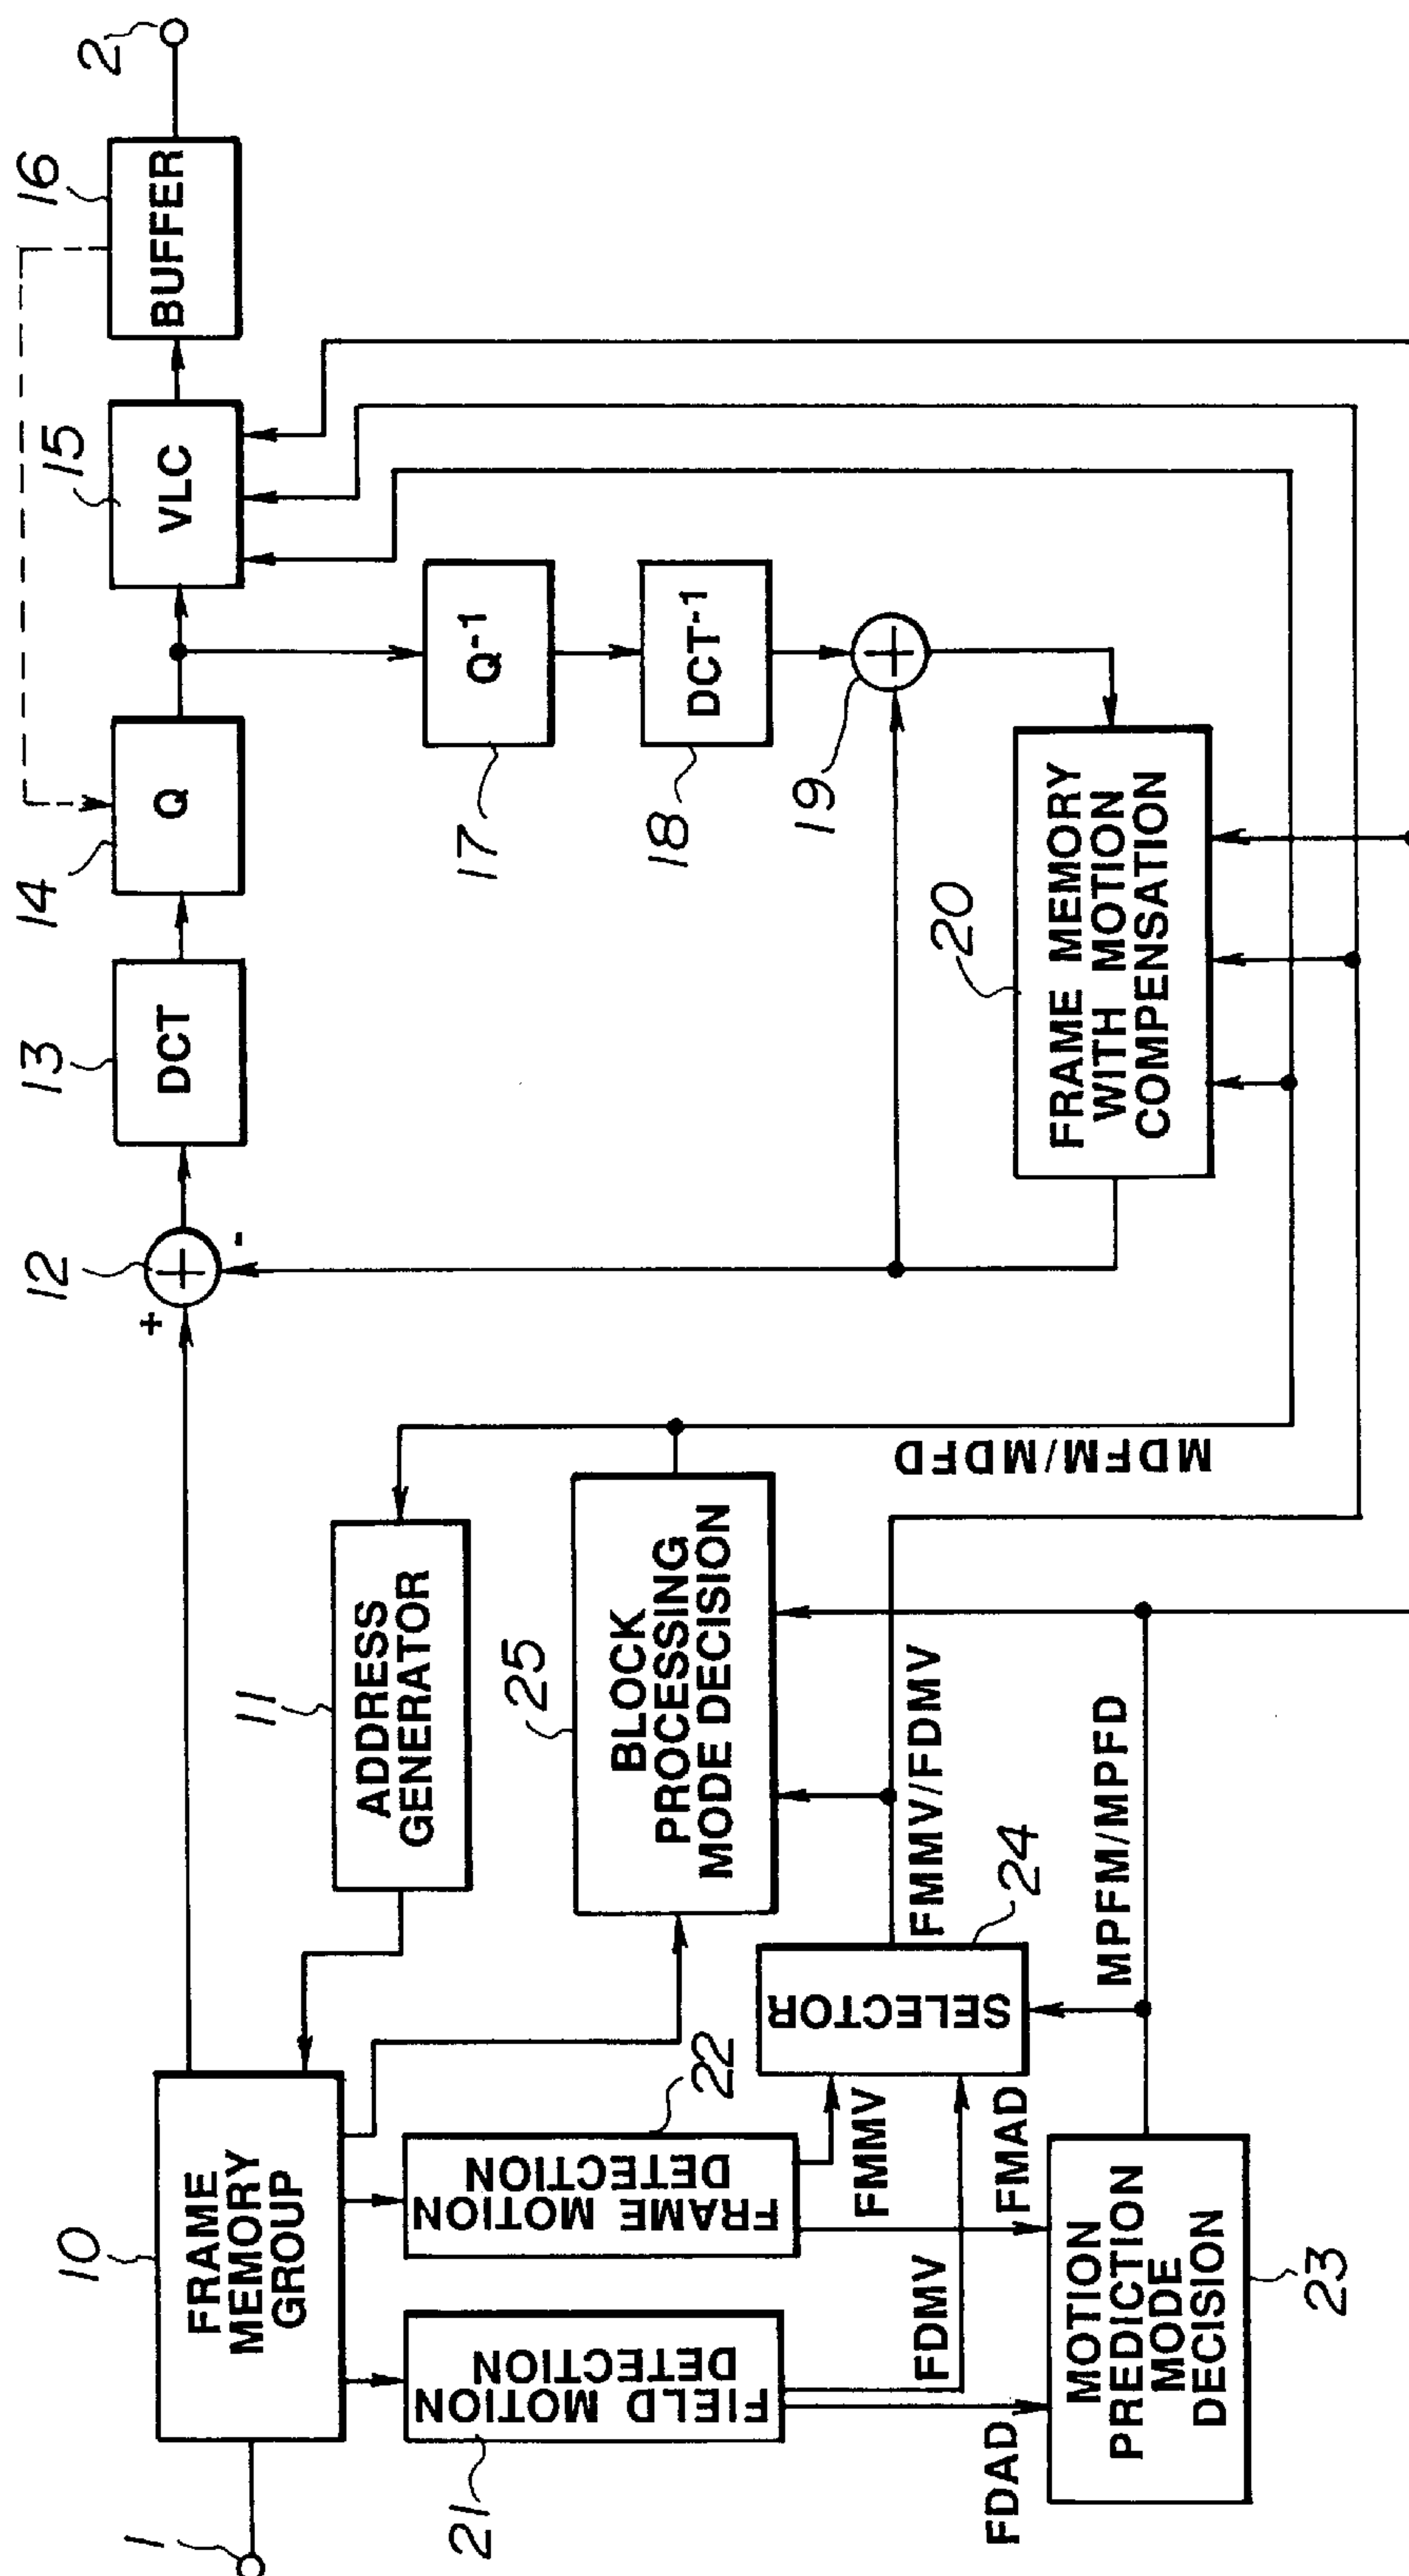 1
10
FRAME
MEMORY
GROUP
11
ADDRESS
GENERATOR
+
-
12
13
DCT
14
Q
15
VLC
16
BUFFER
2
17
Q-1
18
DCT-1
19
20
FRAME MEMORY
WITH MOTION
COMPENSATION
21
FIELD MOTION
DETECTION
22
FRAME MOTION
DETECTION
25
BLOCK
PROCESSING
MODE DECISION
MDFM/MDFD
SELECTOR
24
FMMV/FDMV
FMMV
FDMV
FMAD
FDAD
MPFM/MPFD
23
MOTION
PREDICTION
MODE
DECISION